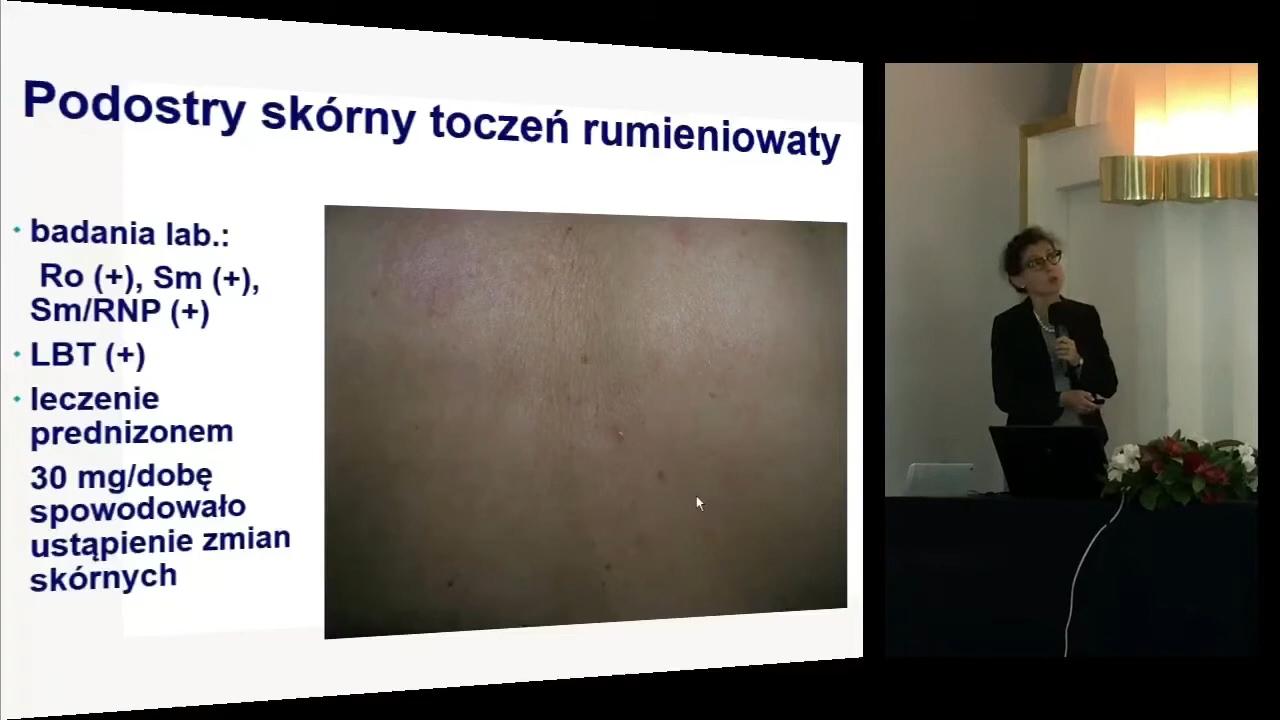 Podostry skórny toczeń rumieniowaty
badania lab.:
Ro (+), Sm (+),
Sm/RNP (+)
LBT (+)
leczenie
prednizonem
30 mg/dobę
spowodowało
ustąpienie zmian
skórnych